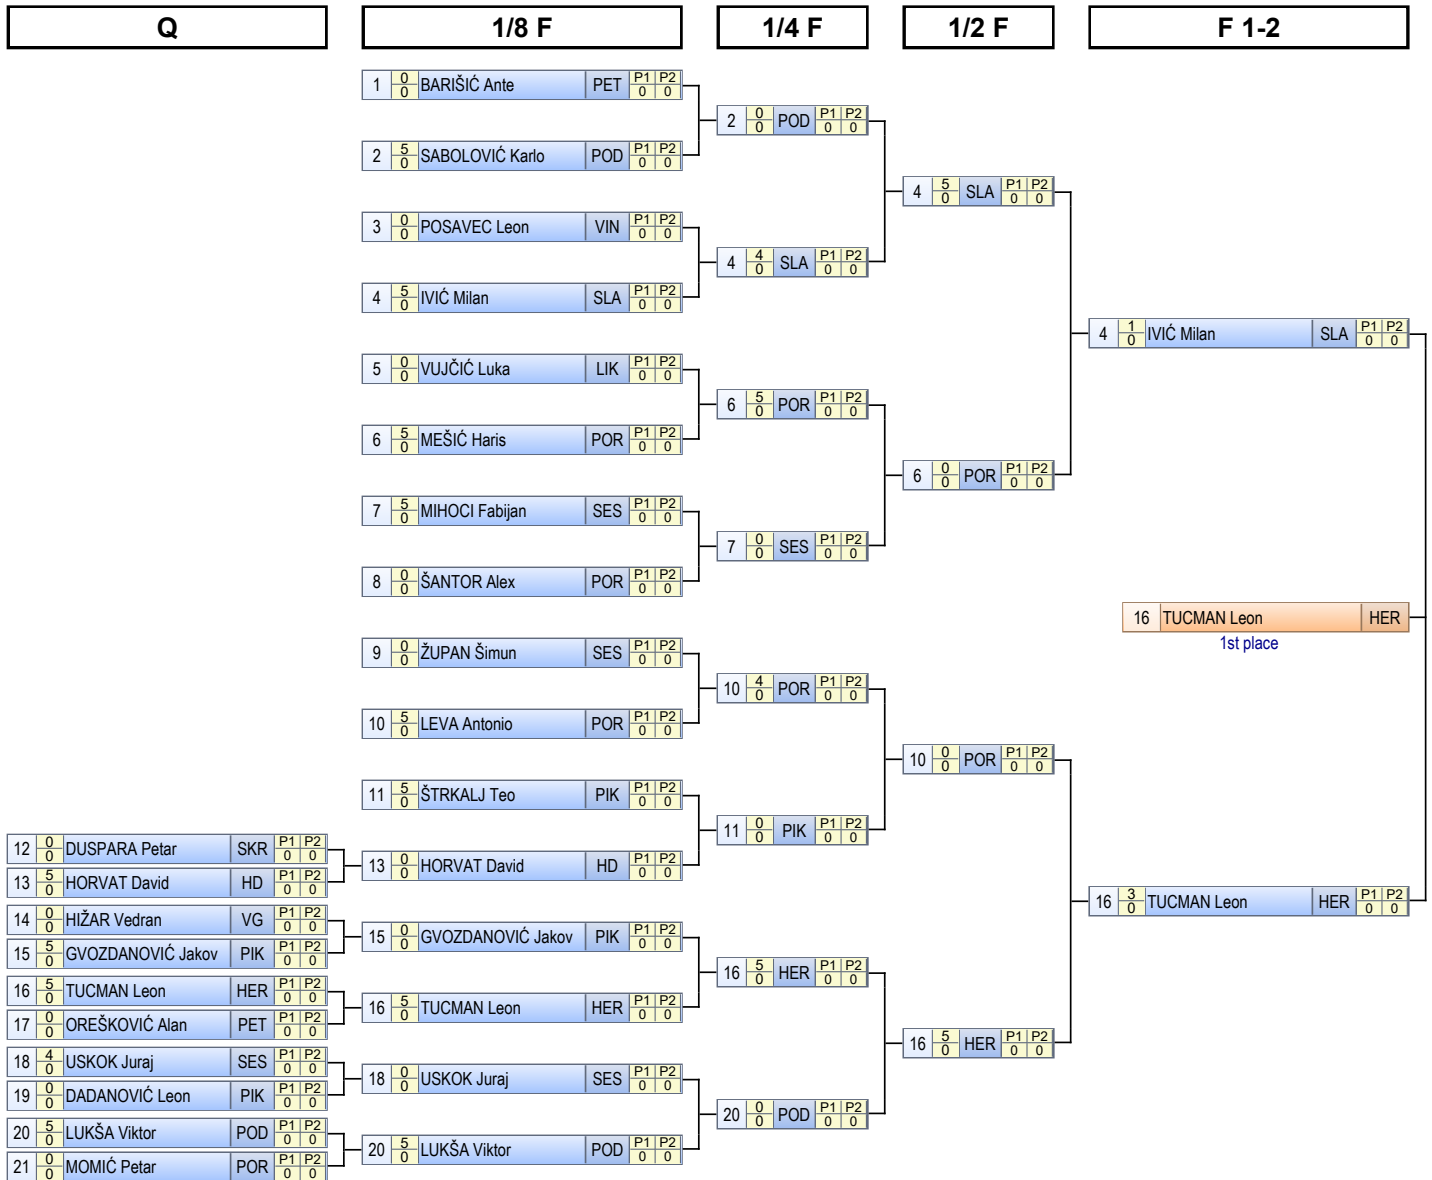 Q 1/8 F 1/4 F 1/2 F F 1-2
1 0 0 BARIŠIĆ Ante PET P1 P2 0 0
2 0 0 POD P1 P2 0 0
2 5 0 SABOLOVIĆ Karlo POD P1 P2 0 0
4 5 0 SLA P1 P2 0 0
3 0 0 POSAVEC Leon VIN P1 P2 0 0
4 4 0 SLA P1 P2 0 0
4 5 0 IVIĆ Milan SLA P1 P2 0 0
4 1 0 IVIĆ Milan SLA P1 P2 0 0
5 0 0 VUJČIĆ Luka LIK P1 P2 0 0
6 5 0 POR P1 P2 0 0
6 5 0 MEŠIĆ Haris POR P1 P2 0 0
6 0 0 POR P1 P2 0 0
7 5 0 MIHOCI Fabijan SES P1 P2 0 0
7 0 0 SES P1 P2 0 0
8 0 0 ŠANTOR Alex POR P1 P2 0 0
16 TUCMAN Leon HER
1st place
9 0 0 ŽUPAN Šimun SES P1 P2 0 0
10 4 0 POR P1 P2 0 0
10 5 0 LEVA Antonio POR P1 P2 0 0
10 0 0 POR P1 P2 0 0
11 5 0 ŠTRKALJ Teo PIK P1 P2 0 0
11 0 0 PIK P1 P2 0 0
12 0 0 DUSPARA Petar SKR P1 P2 0 0
13 0 0 HORVAT David HD P1 P2 0 0
13 5 0 HORVAT David HD P1 P2 0 0
16 3 0 TUCMAN Leon HER P1 P2 0 0
14 0 0 HIŽAR Vedran VG P1 P2 0 0
15 0 0 GVOZDANOVIĆ Jakov PIK P1 P2 0 0
15 5 0 GVOZDANOVIĆ Jakov PIK P1 P2 0 0
16 5 0 HER P1 P2 0 0
16 5 0 TUCMAN Leon HER P1 P2 0 0
16 5 0 TUCMAN Leon HER P1 P2 0 0
17 0 0 OREŠKOVIĆ Alan PET P1 P2 0 0
16 5 0 HER P1 P2 0 0
18 4 0 USKOK Juraj SES P1 P2 0 0
18 0 0 USKOK Juraj SES P1 P2 0 0
19 0 0 DADANOVIĆ Leon PIK P1 P2 0 0
20 0 0 POD P1 P2 0 0
20 5 0 LUKŠA Viktor POD P1 P2 0 0
20 5 0 LUKŠA Viktor POD P1 P2 0 0
21 0 0 MOMIĆ Petar POR P1 P2 0 0